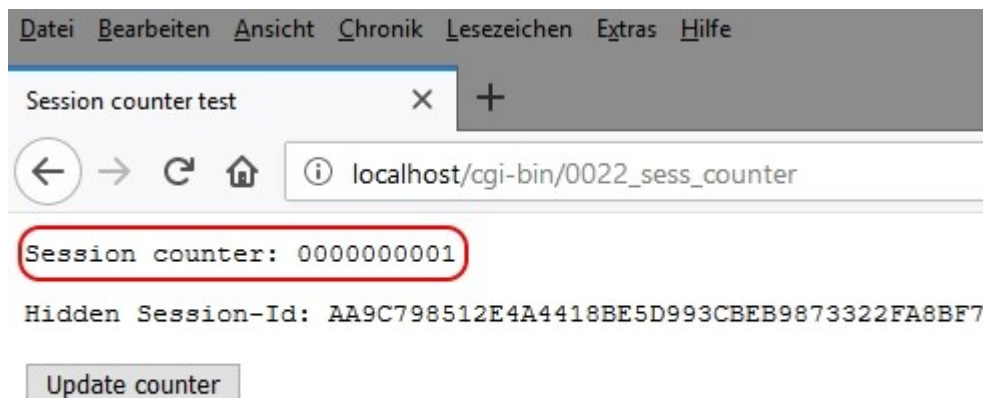 Datei Bearbeiten Ansicht Chronik Lesezeichen Extras Hilfe
Session counter test
localhost/cgi-bin/0022_sess_counter
Session counter: 0000000001
Hidden Session-Id: AA9C798512E4A4418BE5D993CBEB9873322FA8BF7
Update counter